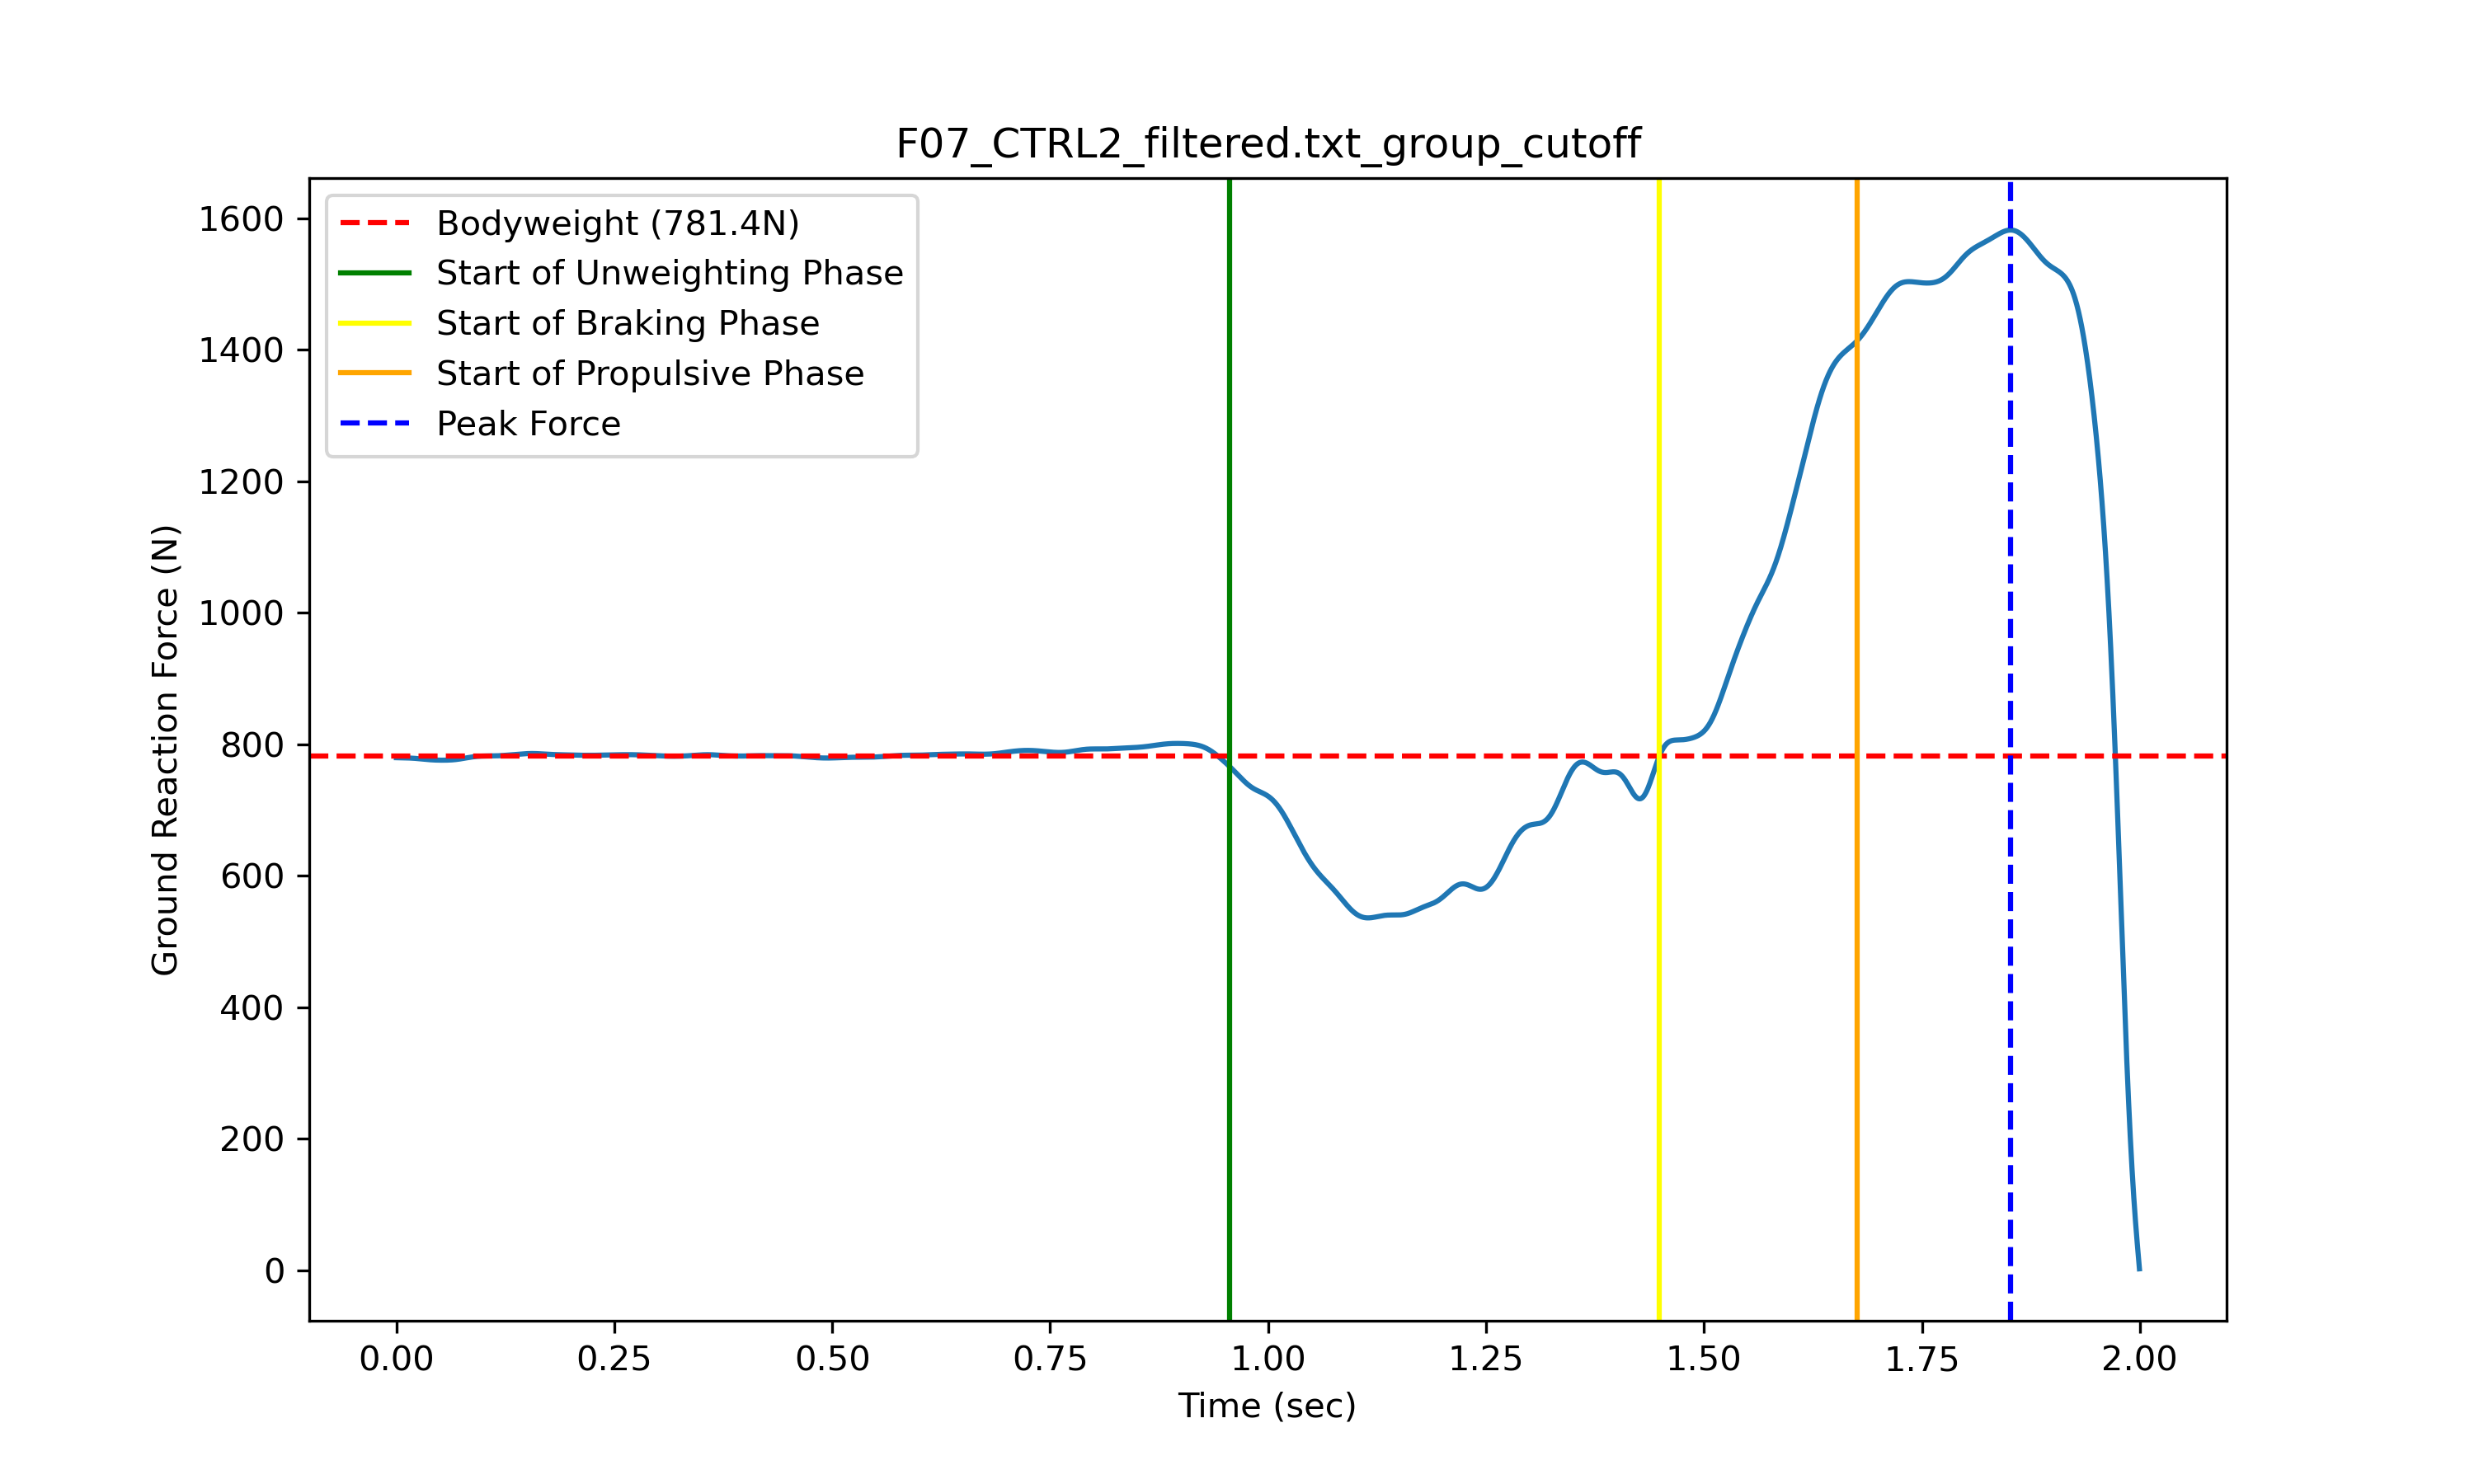 F07_CTRL2_filtered.txt_group_cutoff
Bodyweight (781.4N)
Start of Unweighting Phase
Start of Braking Phase
Start of Propulsive Phase
Peak Force
Ground Reaction Force (N)
1600
1400
1200
1000
800
600
400
200
0
0.00 0.25 0.50 0.75 1.00 1.25 1.50 1.75 2.00
Time (sec)